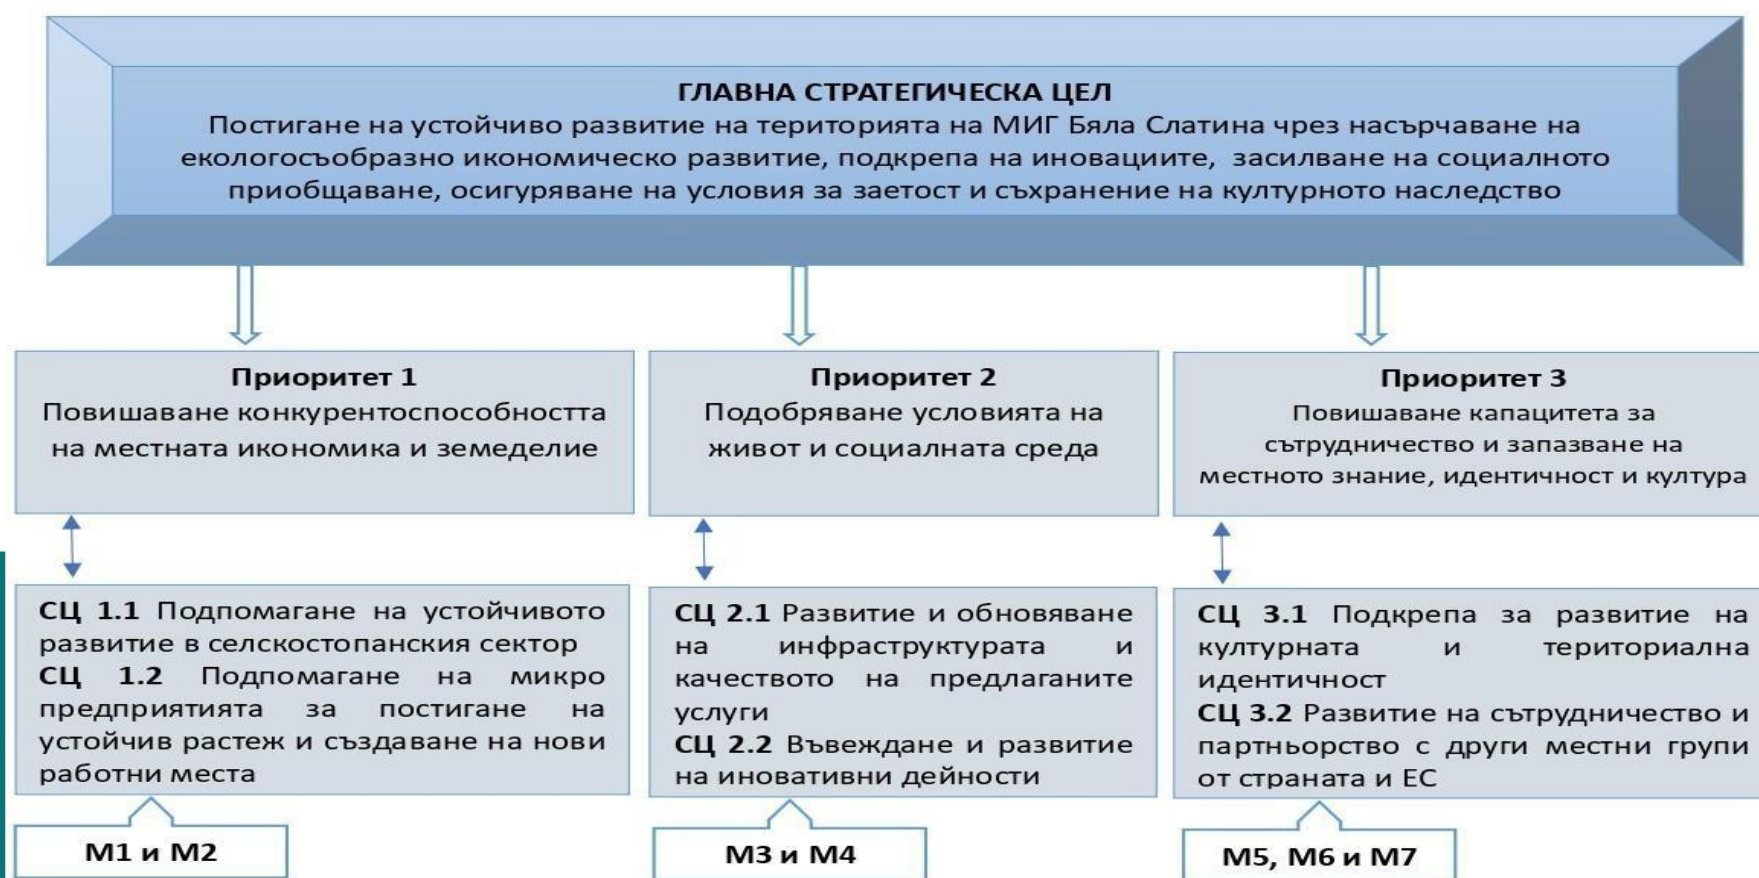 ГЛАВНА СТРАТЕГИЧЕСКА ЦЕЛ
Постигане на устойчиво развитие на територията на МИГ Бяла Слатина чрез насърчаване на
екологосъобразно икономическо развитие, подкрепа на иновациите, засилване на социалното
приобщаване, осигуряване на условия за заетост и съхранение на културното наследство
Приоритет 1
Повишаване конкурентоспособността
на местната икономика и земеделие
Приоритет 2
Подобряване условията на
живот и социалната среда
Приоритет 3
Повишаване капацитета за
сътрудничество и запазване на
местното знание, идентичност и култура
СЦ 1.1 Подпомагане на устойчивото
развитие в селскостопанския сектор
СЦ 1.2 Подпомагане на микро
предприятията за постигане на
устойчив растеж и създаване на нови
работни места
СЦ 2.1 Развитие и обновяване
на инфраструктурата и
качеството на предлаганите
услуги
СЦ 2.2 Въвеждане и развитие
на иновативни дейности
СЦ 3.1 Подкрепа за развитие на
културната и териториална
идентичност
СЦ 3.2 Развитие на сътрудничество и
партньорство с други местни групи
от страната и ЕС
М1 и М2
М3 и М4
М5, М6 и М7